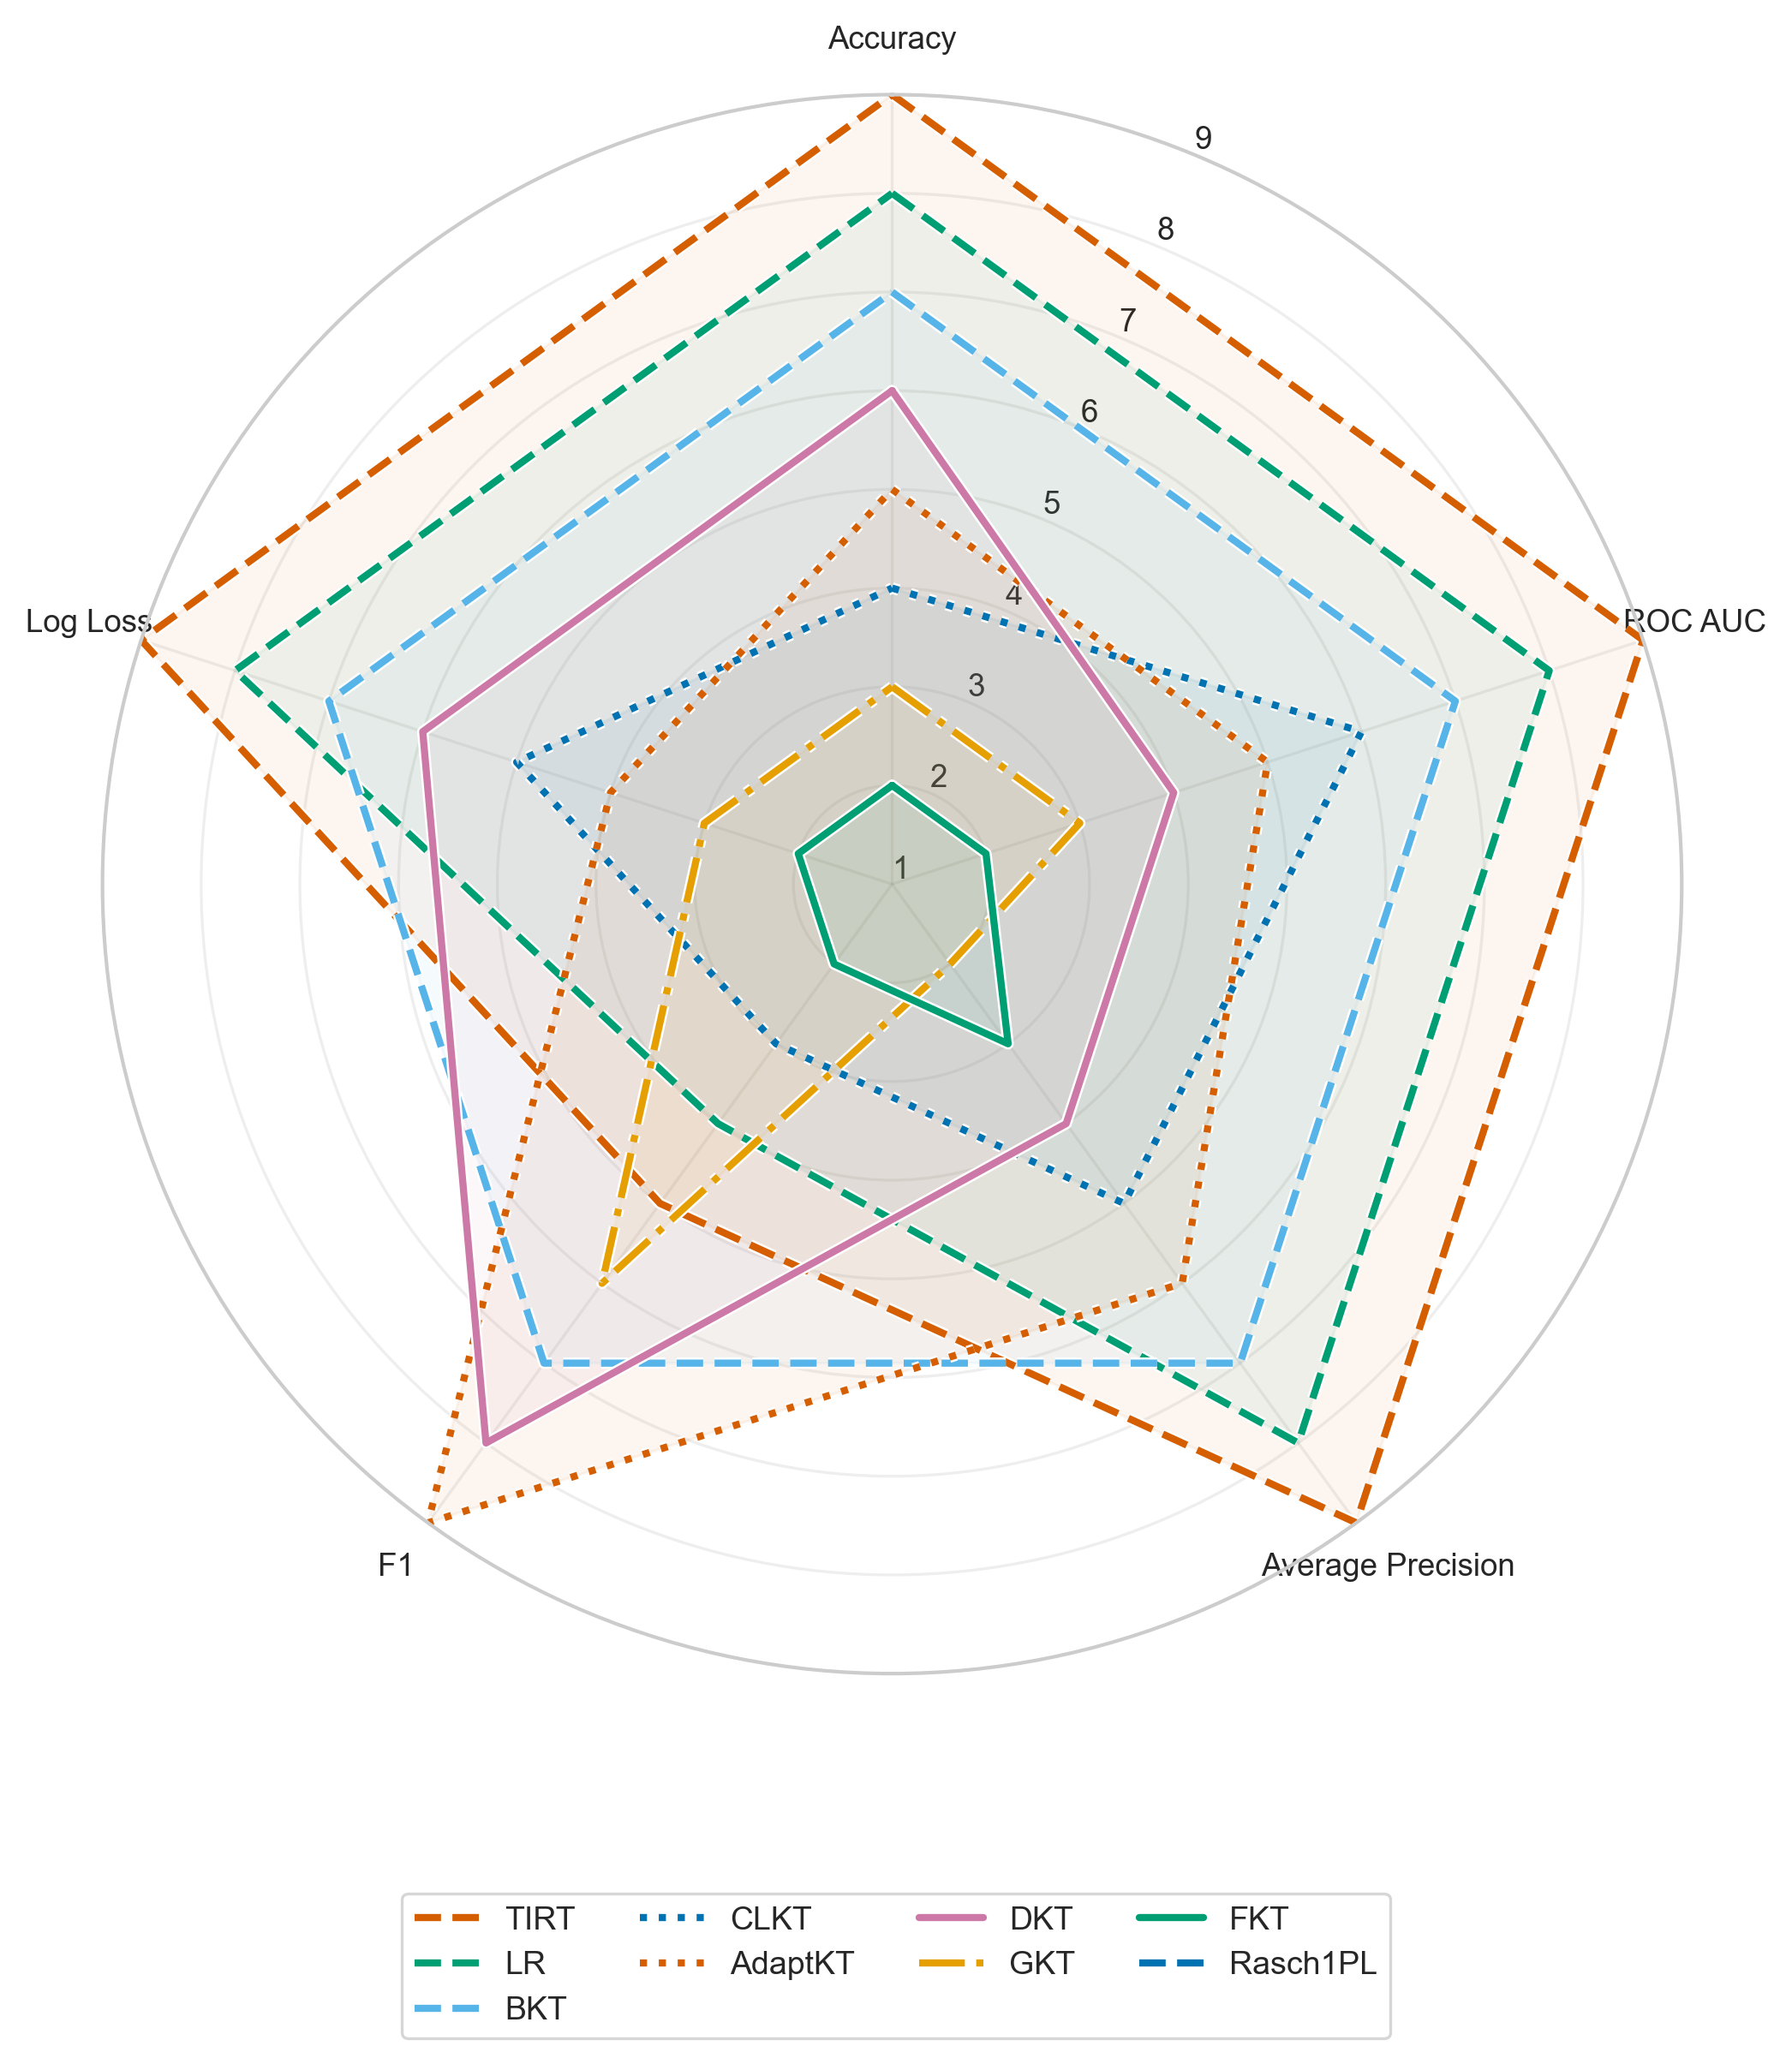 Accuracy
9
8
7
6
5
4
3
2
1
Log Loss
ROC AUC
F1
Average Precision
TIRT CLKT DKT FKT
LR AdaptKT GKT Rasch1PL
BKT